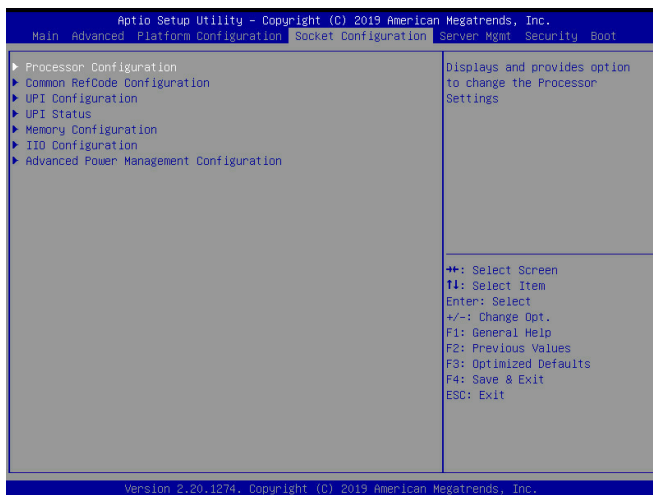 Aptio Setup Utility – Copyright (C) 2019 American Megatrends, Inc.
Main Advanced Platform Configuration Socket Configuration Server Mgmt Security Boot
▶ Processor Configuration
▶ Common RefCode Configuration
▶ UPI Configuration
▶ UPI Status
▶ Memory Configuration
▶ IIO Configuration
▶ Advanced Power Management Configuration
Displays and provides option
to change the Processor
Settings
→←: Select Screen
↑↓: Select Item
Enter: Select
+/-: Change Opt.
F1: General Help
F2: Previous Values
F3: Optimized Defaults
F4: Save & Exit
ESC: Exit
Version 2.20.1274. Copyright (C) 2019 American Megatrends, Inc.